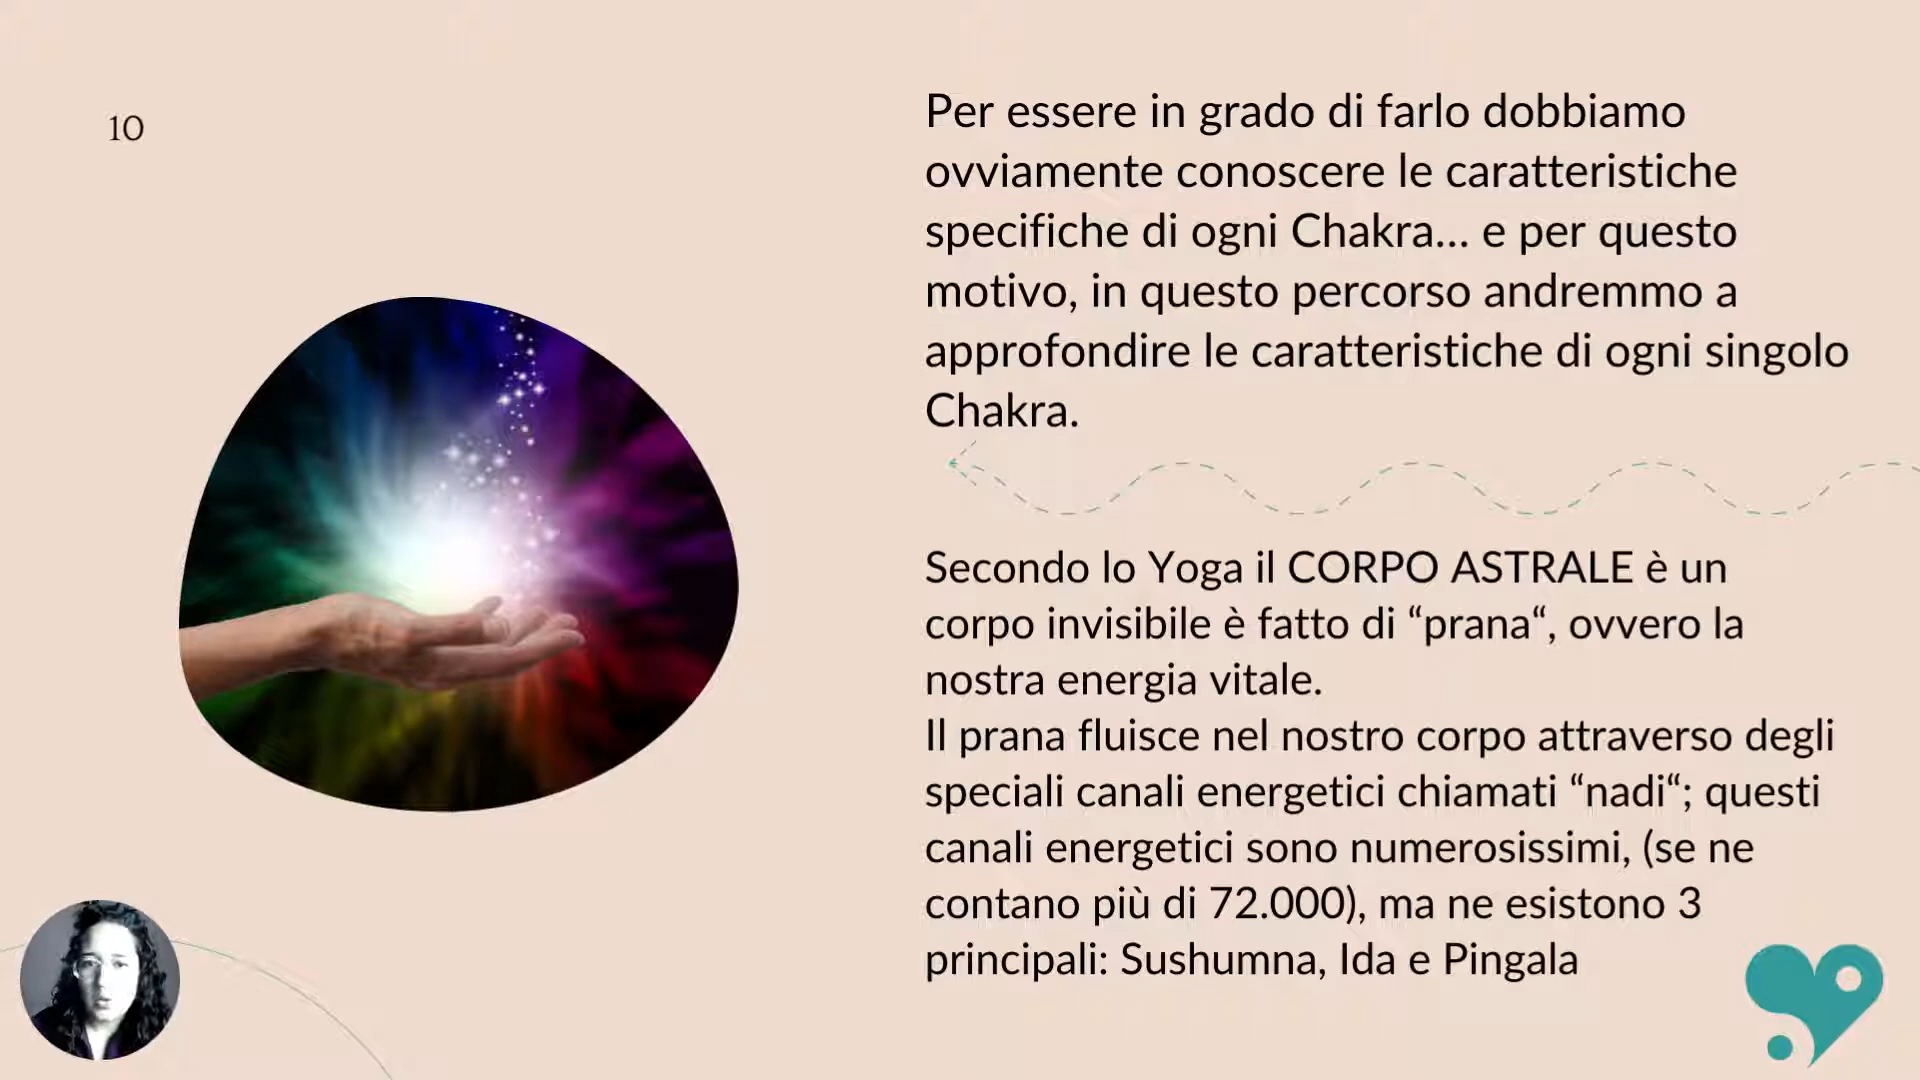 10
Per essere in grado di farlo dobbiamo
ovviamente conoscere le caratteristiche
specifiche di ogni Chakra... e per questo
motivo, in questo percorso andremmo a
approfondire le caratteristiche di ogni singolo
Chakra.
Secondo lo Yoga il CORPO ASTRALE è un
corpo invisibile è fatto di “prana“, ovvero la
nostra energia vitale.
Il prana fluisce nel nostro corpo attraverso degli
speciali canali energetici chiamati “nadi“; questi
canali energetici sono numerosissimi, (se ne
contano più di 72.000), ma ne esistono 3
principali: Sushumna, Ida e Pingala